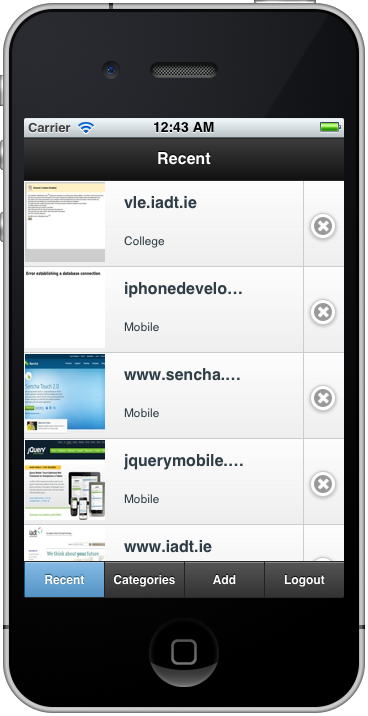 Carrier
12:43 AM
Recent
vle.iadt.ie
College
Error establishing a database connection
iphonedevelo...
Mobile
Sencha
Sencha Touch 2.0
www.sencha....
Mobile
jQuery
jquerymobile....
Mobile
iadt
We think about your future
www.iadt.ie
Recent
Categories
Add
Logout